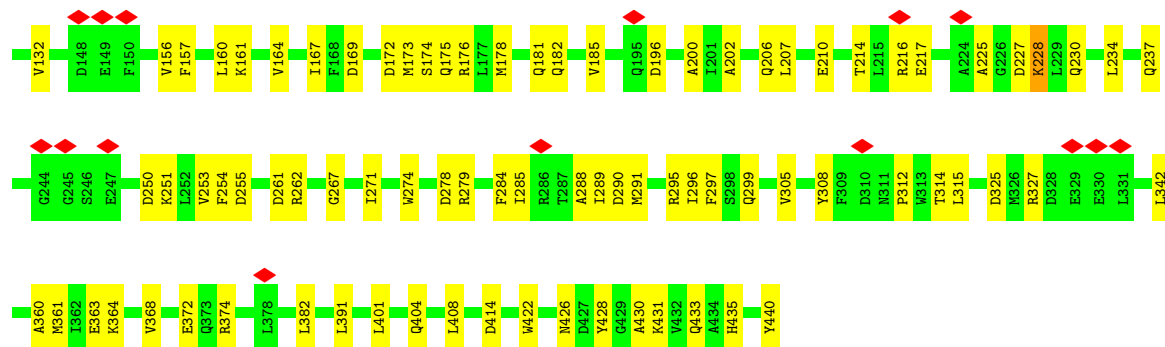 V132 D148 E149 F150 V156 F157 L160 K161 V164 I167 F168 D169 D172 M173 S174 Q175 R176 L177 M178 Q181 Q182 V185 Q195 D196 A200 I201 A202 Q206 L207 E210 T214 L215 R216 E217 A224 A225 G226 D227 K228 L229 Q230 L234 Q237
G244 G245 S246 E247 D250 K251 L252 V253 F254 D255 D261 R262 G267 I271 W274 D278 R279 F284 I285 R286 T287 A288 I289 D290 M291 R295 I296 F297 S298 Q299 V305 Y308 F309 D310 N311 P312 W313 T314 L315 D325 M326 R327 D328 E329 E330 L331 L342
A360 M361 I362 E363 K364 V368 E372 Q373 R374 L378 L382 L391 L401 Q404 L408 D414 W422 N426 D427 Y428 G429 A430 K431 V432 Q433 A434 H435 Y440